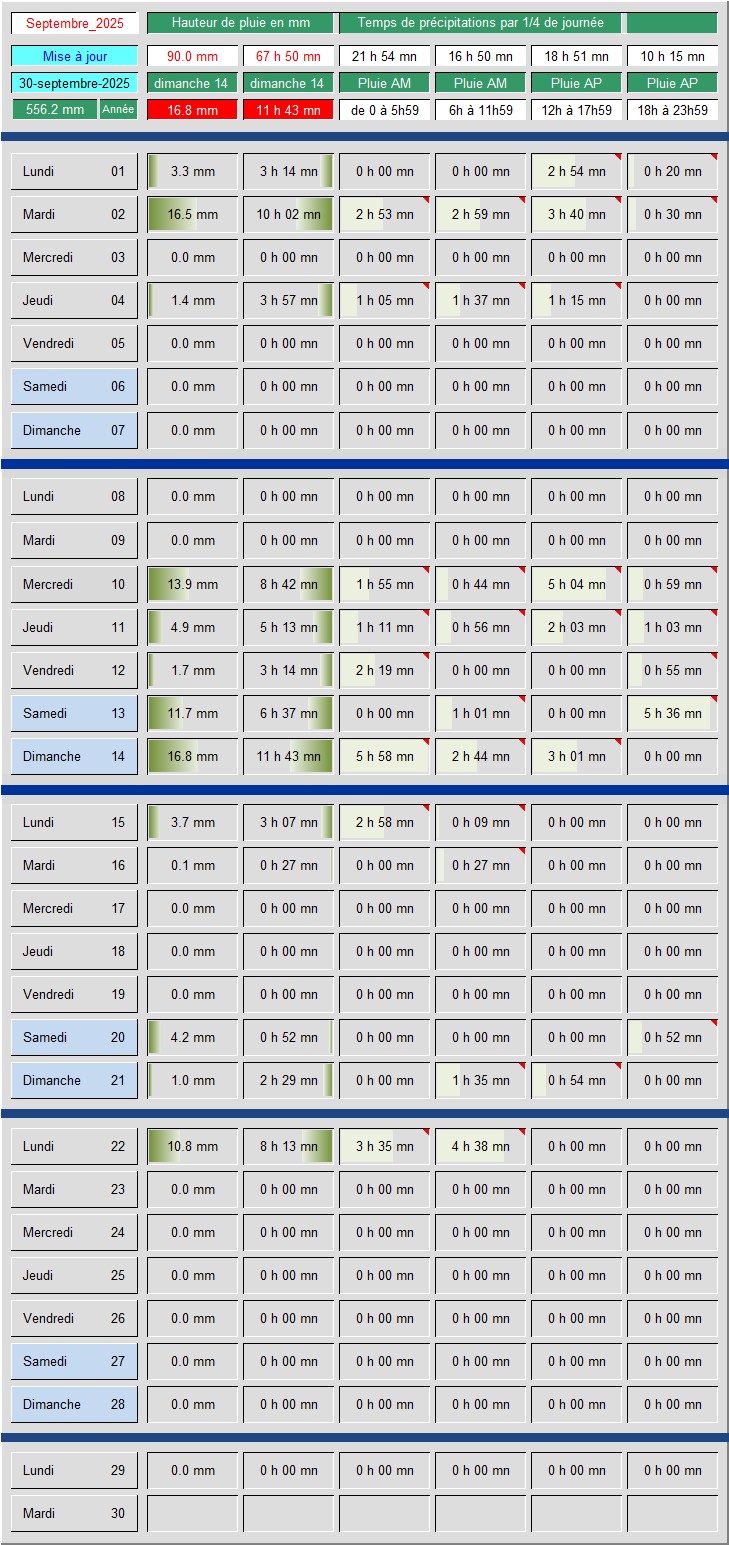 Septembre_2025 Hauteur de pluie en mm Temps de précipitations par 1/4 de journée
Mise à jour 90.0 mm 67 h 50 mn 21 h 54 mn 16 h 50 mn 18 h 51 mn 10 h 15 mn
30-septembre-2025 dimanche 14 dimanche 14 Pluie AM Pluie AM Pluie AP Pluie AP
556.2 mm Année 16.8 mm 11 h 43 mn de 0 à 5h59 6h à 11h59 12h à 17h59 18h à 23h59
Lundi 01 3.3 mm 3 h 14 mn 0 h 00 mn 0 h 00 mn 2 h 54 mn 0 h 20 mn
Mardi 02 16.5 mm 10 h 02 mn 2 h 53 mn 2 h 59 mn 3 h 40 mn 0 h 30 mn
Mercredi 03 0.0 mm 0 h 00 mn 0 h 00 mn 0 h 00 mn 0 h 00 mn 0 h 00 mn
Jeudi 04 1.4 mm 3 h 57 mn 1 h 05 mn 1 h 37 mn 1 h 15 mn 0 h 00 mn
Vendredi 05 0.0 mm 0 h 00 mn 0 h 00 mn 0 h 00 mn 0 h 00 mn 0 h 00 mn
Samedi 06 0.0 mm 0 h 00 mn 0 h 00 mn 0 h 00 mn 0 h 00 mn 0 h 00 mn
Dimanche 07 0.0 mm 0 h 00 mn 0 h 00 mn 0 h 00 mn 0 h 00 mn 0 h 00 mn
Lundi 08 0.0 mm 0 h 00 mn 0 h 00 mn 0 h 00 mn 0 h 00 mn 0 h 00 mn
Mardi 09 0.0 mm 0 h 00 mn 0 h 00 mn 0 h 00 mn 0 h 00 mn 0 h 00 mn
Mercredi 10 13.9 mm 8 h 42 mn 1 h 55 mn 0 h 44 mn 5 h 04 mn 0 h 59 mn
Jeudi 11 4.9 mm 5 h 13 mn 1 h 11 mn 0 h 56 mn 2 h 03 mn 1 h 03 mn
Vendredi 12 1.7 mm 3 h 14 mn 2 h 19 mn 0 h 00 mn 0 h 00 mn 0 h 55 mn
Samedi 13 11.7 mm 6 h 37 mn 0 h 00 mn 1 h 01 mn 0 h 00 mn 5 h 36 mn
Dimanche 14 16.8 mm 11 h 43 mn 5 h 58 mn 2 h 44 mn 3 h 01 mn 0 h 00 mn
Lundi 15 3.7 mm 3 h 07 mn 2 h 58 mn 0 h 09 mn 0 h 00 mn 0 h 00 mn
Mardi 16 0.1 mm 0 h 27 mn 0 h 00 mn 0 h 27 mn 0 h 00 mn 0 h 00 mn
Mercredi 17 0.0 mm 0 h 00 mn 0 h 00 mn 0 h 00 mn 0 h 00 mn 0 h 00 mn
Jeudi 18 0.0 mm 0 h 00 mn 0 h 00 mn 0 h 00 mn 0 h 00 mn 0 h 00 mn
Vendredi 19 0.0 mm 0 h 00 mn 0 h 00 mn 0 h 00 mn 0 h 00 mn 0 h 00 mn
Samedi 20 4.2 mm 0 h 52 mn 0 h 00 mn 0 h 00 mn 0 h 00 mn 0 h 52 mn
Dimanche 21 1.0 mm 2 h 29 mn 0 h 00 mn 1 h 35 mn 0 h 54 mn 0 h 00 mn
Lundi 22 10.8 mm 8 h 13 mn 3 h 35 mn 4 h 38 mn 0 h 00 mn 0 h 00 mn
Mardi 23 0.0 mm 0 h 00 mn 0 h 00 mn 0 h 00 mn 0 h 00 mn 0 h 00 mn
Mercredi 24 0.0 mm 0 h 00 mn 0 h 00 mn 0 h 00 mn 0 h 00 mn 0 h 00 mn
Jeudi 25 0.0 mm 0 h 00 mn 0 h 00 mn 0 h 00 mn 0 h 00 mn 0 h 00 mn
Vendredi 26 0.0 mm 0 h 00 mn 0 h 00 mn 0 h 00 mn 0 h 00 mn 0 h 00 mn
Samedi 27 0.0 mm 0 h 00 mn 0 h 00 mn 0 h 00 mn 0 h 00 mn 0 h 00 mn
Dimanche 28 0.0 mm 0 h 00 mn 0 h 00 mn 0 h 00 mn 0 h 00 mn 0 h 00 mn
Lundi 29 0.0 mm 0 h 00 mn 0 h 00 mn 0 h 00 mn 0 h 00 mn 0 h 00 mn
Mardi 30